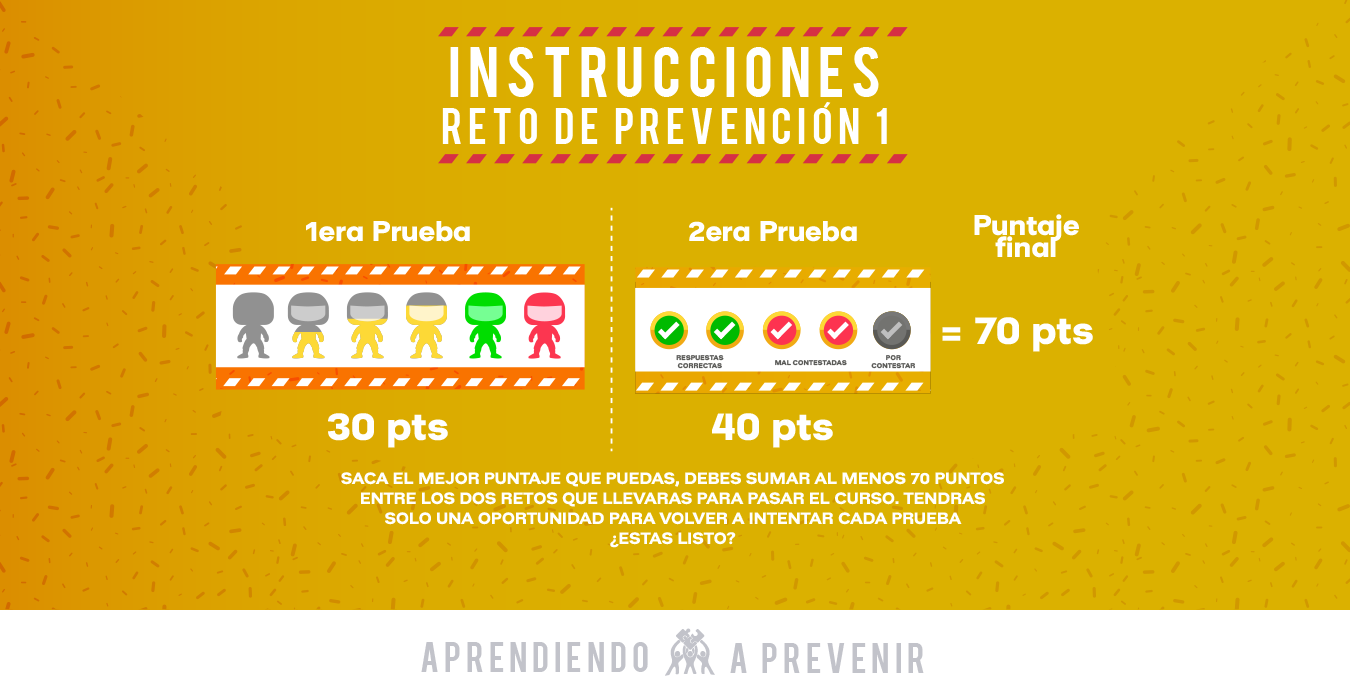 INSTRUCCIONES
RETO DE PREVENCIÓN 1
1era Prueba
30 pts
2era Prueba
RESPUESTAS
CORRECTAS
MAL CONTESTADAS
POR
CONTESTAR
40 pts
Puntaje
final
= 70 pts
SACA EL MEJOR PUNTAJE QUE PUEDAS, DEBES SUMAR AL MENOS 70 PUNTOS
ENTRE LOS DOS RETOS QUE LLEVARAS PARA PASAR EL CURSO. TENDRAS
SOLO UNA OPORTUNIDAD PARA VOLVER A INTENTAR CADA PRUEBA
¿ESTAS LISTO?
APRENDIENDO A PREVENIR